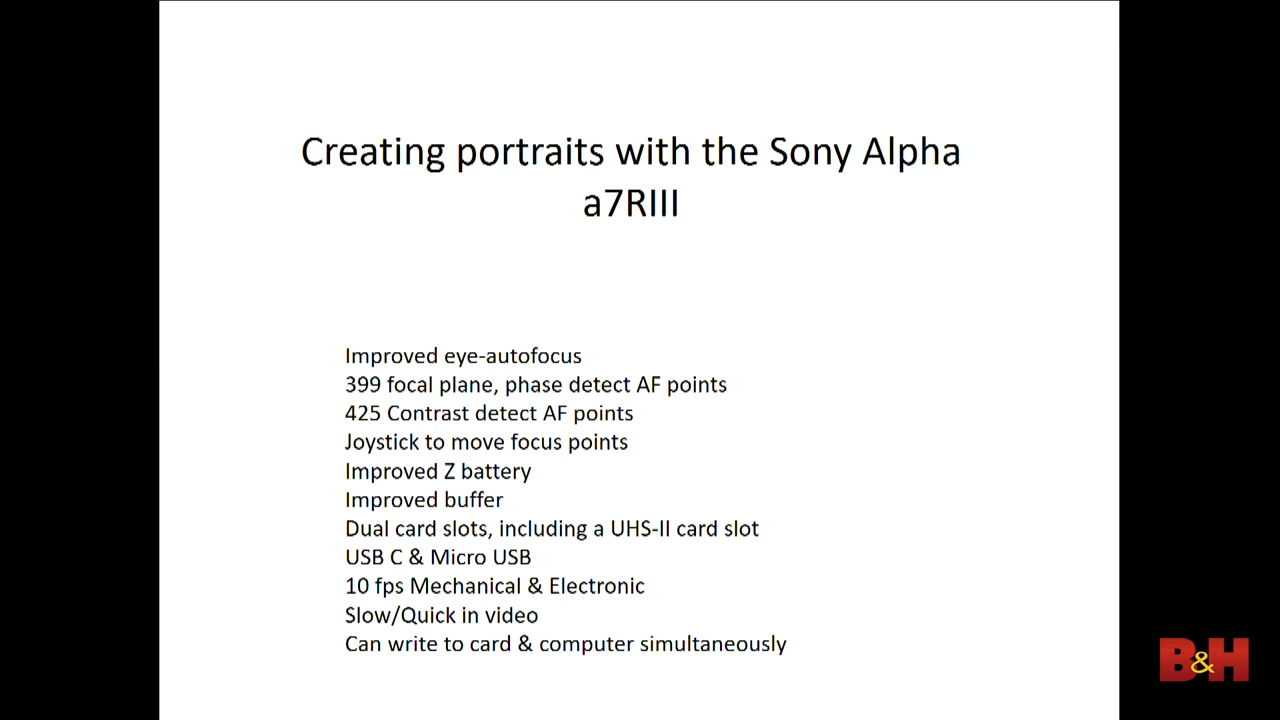 Creating portraits with the Sony Alpha
a7RIII
Improved eye-autofocus
399 focal plane, phase detect AF points
425 Contrast detect AF points
Joystick to move focus points
Improved Z battery
Improved buffer
Dual card slots, including a UHS-II card slot
USB C & Micro USB
10 fps Mechanical & Electronic
Slow/Quick in video
Can write to card & computer simultaneously
B&H